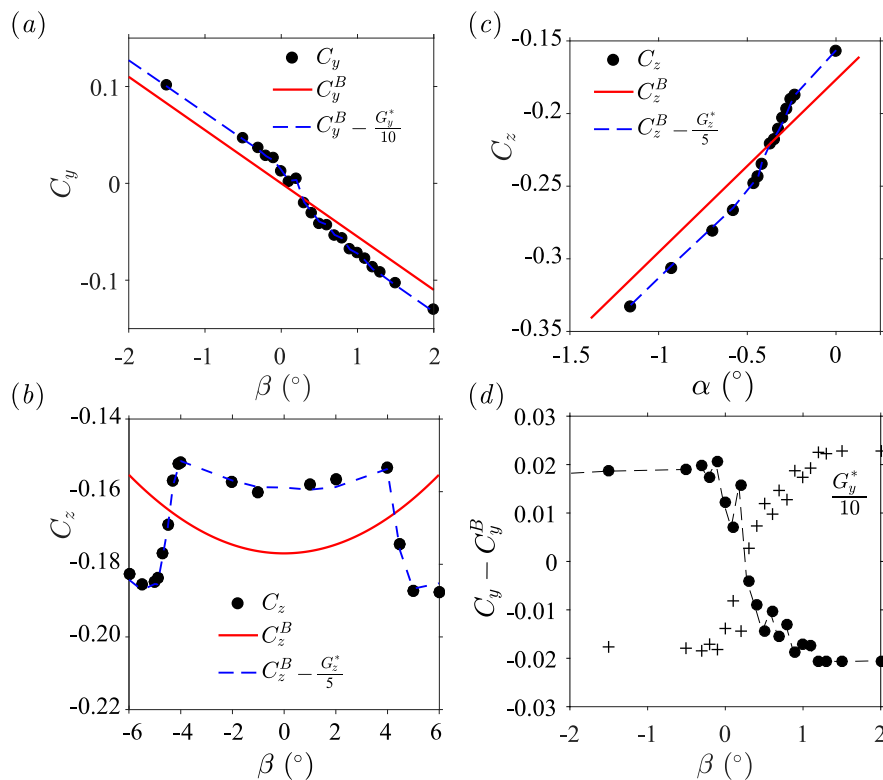 (a)
0.1
0
-0.1
-2 -1 0 1 2
C_y
β (°)
C_y
C_y^B
C_y^B − G_y^*/10
(c)
-0.15
-0.2
-0.25
-0.3
-0.35
-1.5 -1 -0.5 0
C_z
α (°)
C_z
C_z^B
C_z^B − G_z^*/5
(b)
-0.14
-0.16
-0.18
-0.20
-0.22
-6 -4 -2 0 2 4 6
C_z
β (°)
C_z
C_z^B
C_z^B − G_z^*/5
(d)
0.03
0.02
0.01
0
-0.01
-0.02
-0.03
-2 -1 0 1 2
C_y − C_y^B
β (°)
G_y^*/10